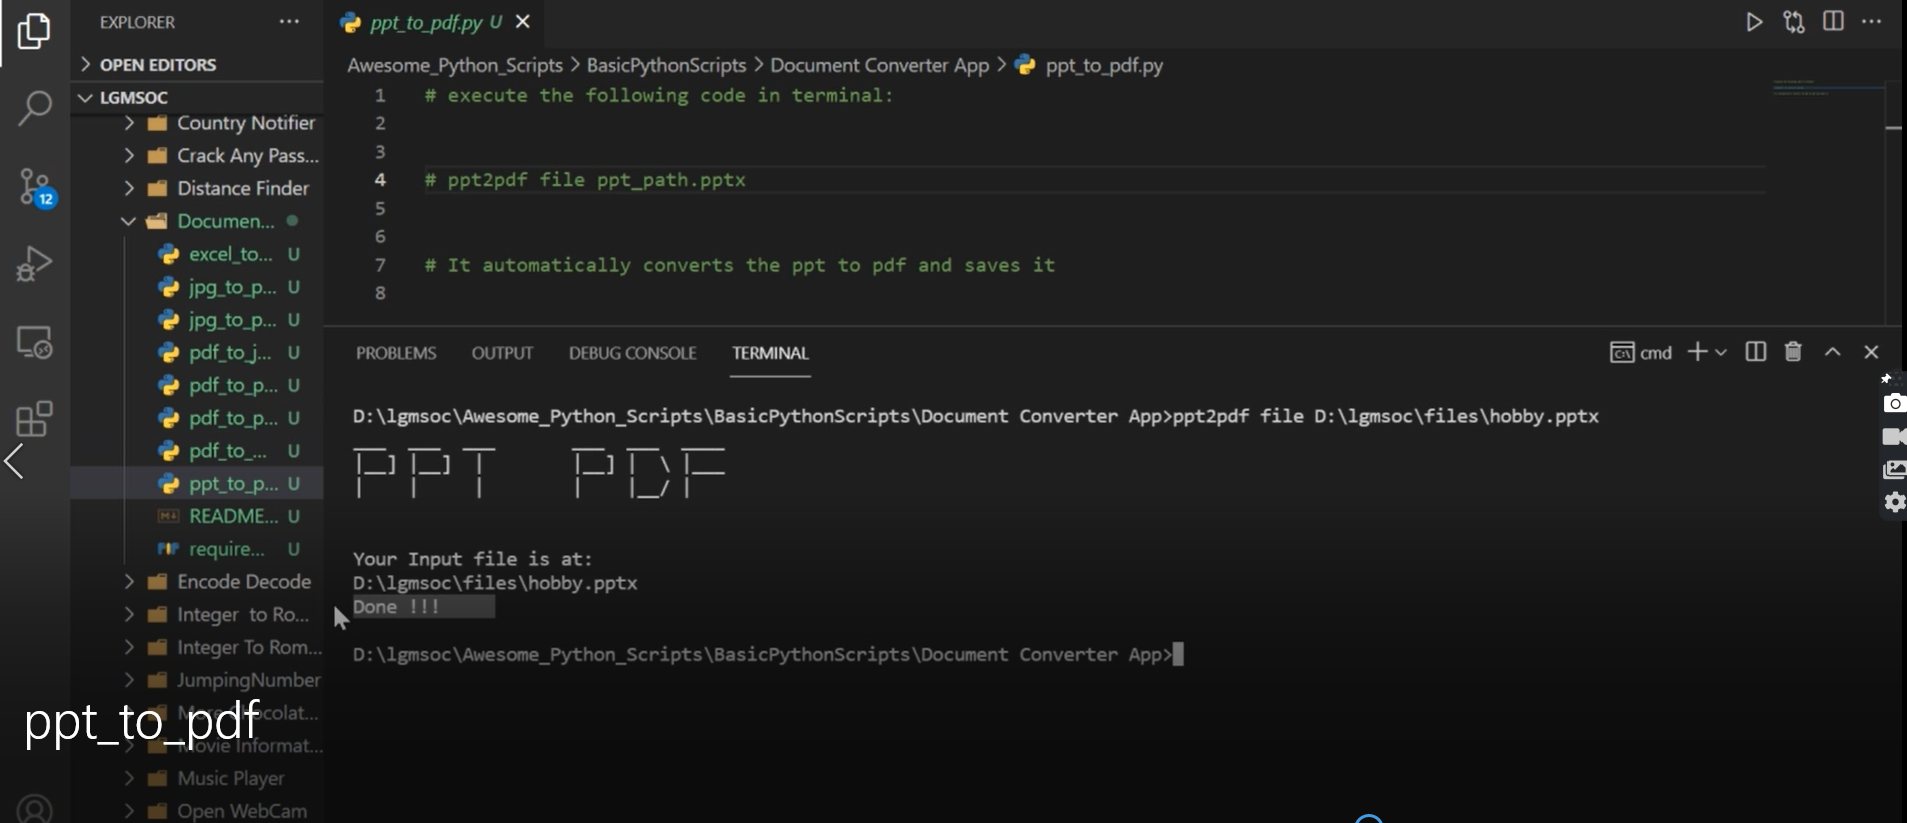 EXPLORER
OPEN EDITORS
LGMSOC
Country Notifier
Crack Any Pass...
Distance Finder
Documen...
excel_to... U
jpg_to_p... U
jpg_to_p... U
pdf_to_j... U
pdf_to_p... U
pdf_to_p... U
pdf_to_... U
ppt_to_p... U
README... U
require... U
Encode Decode
Integer to Ro...
Integer To Rom...
JumpingNumber
More Chocolat...
Movie Informat...
Music Player
Open WebCam
12
ppt_to_pdf
ppt_to_pdf.py U
Awesome_Python_Scripts > BasicPythonScripts > Document Converter App > ppt_to_pdf.py
1 # execute the following code in terminal:
2
3
4 # ppt2pdf file ppt_path.pptx
5
6
7 # It automatically converts the ppt to pdf and saves it
8
PROBLEMS OUTPUT DEBUG CONSOLE TERMINAL
cmd
D:\lgmsoc\Awesome_Python_Scripts\BasicPythonScripts\Document Converter App>ppt2pdf file D:\lgmsoc\files\hobby.pptx
PPT PDF
Your Input file is at:
D:\lgmsoc\files\hobby.pptx
Done !!!
D:\lgmsoc\Awesome_Python_Scripts\BasicPythonScripts\Document Converter App>